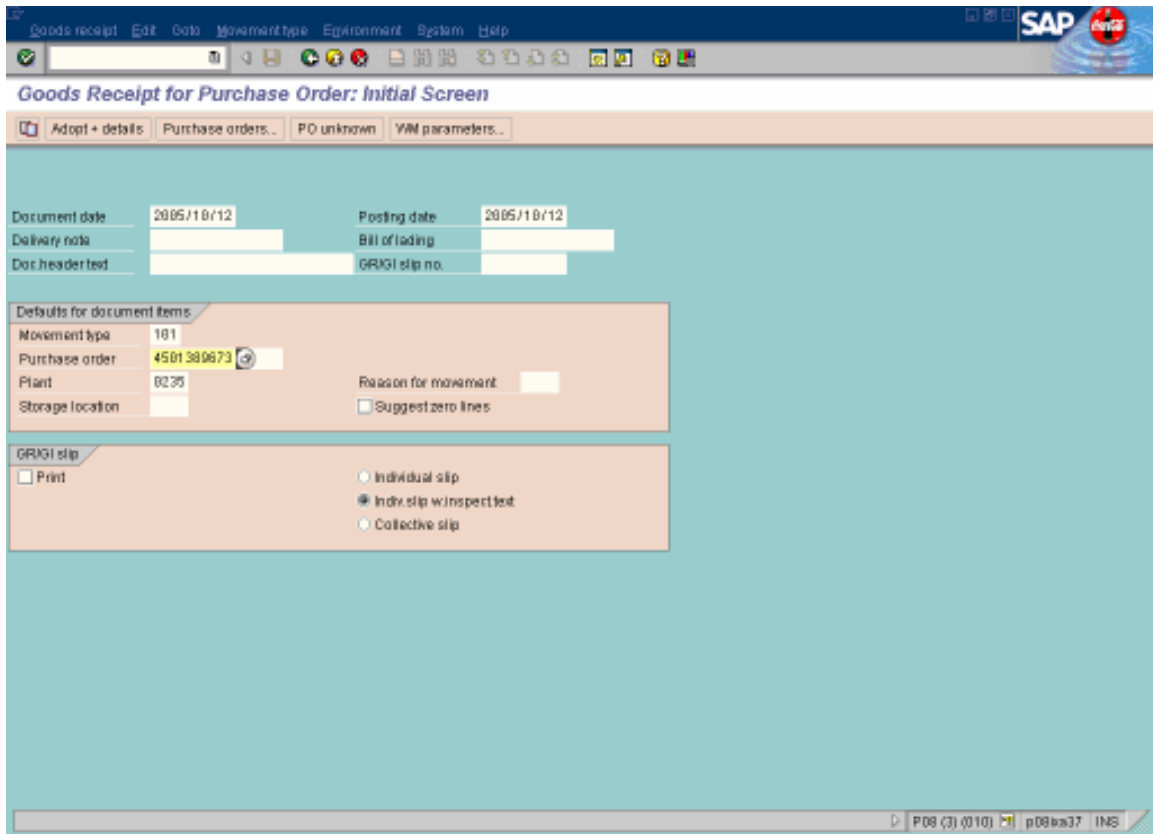 Goods receipt Edit Goto Movement type Environment System Help
SAP
Coca-Cola
Goods Receipt for Purchase Order: Initial Screen
Adopt + details Purchase orders... PO unknown WM parameters...
Document date 2005/10/12 Posting date 2005/10/12
Delivery note Bill of lading
Doc.header text GR/GI slip no.
Defaults for document items
Movement type 101
Purchase order
Plant 0235 Reason for movement
Storage location Suggest zero lines
GR/GI slip
Print Individual slip
Indiv.slip w.inspect.text
Collective slip
P08 (3) (010) INS